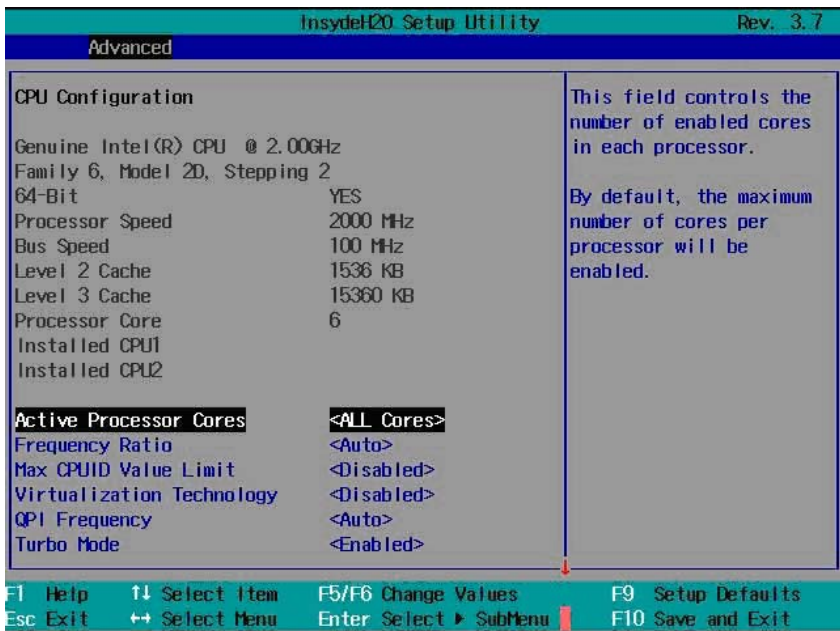 InsydeH20 Setup Utility Rev. 3.7
Advanced
CPU Configuration
Genuine Intel(R) CPU @ 2.00GHz
Family 6, Model 2D, Stepping 2
64-Bit YES
Processor Speed 2000 MHz
Bus Speed 100 MHz
Level 2 Cache 1536 KB
Level 3 Cache 15360 KB
Processor Core 6
Installed CPU1
Installed CPU2
Active Processor Cores <ALL Cores>
Frequency Ratio <Auto>
Max CPUID Value Limit <Disabled>
Virtualization Technology <Disabled>
QPI Frequency <Auto>
Turbo Mode <Enabled>
This field controls the
number of enabled cores
in each processor.
By default, the maximum
number of cores per
processor will be
enabled.
F1 Help ↑↓ Select Item F5/F6 Change Values F9 Setup Defaults
Esc Exit ↔ Select Menu Enter Select ▶ SubMenu F10 Save and Exit